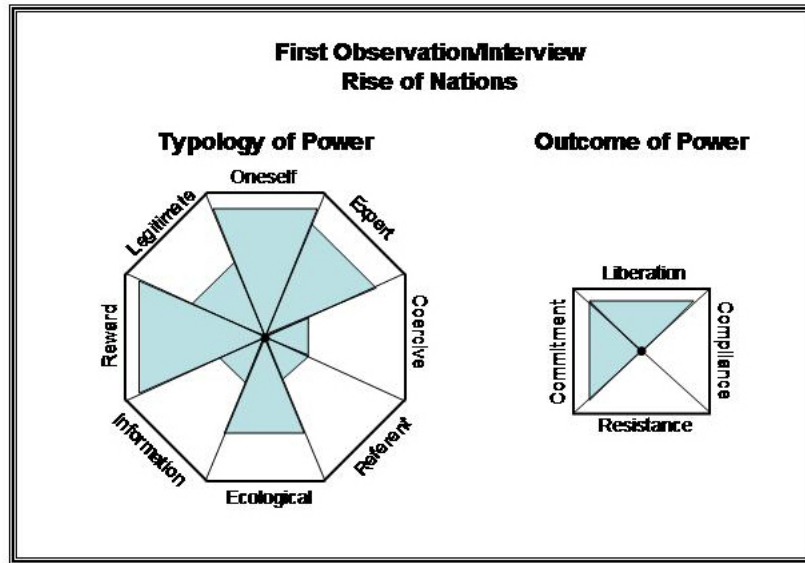 First Observation/Interview
Rise of Nations
Typology of Power
Outcome of Power
Oneself
Legitimate
Expert
Reward
Coercive
Information
Referent
Ecological
Liberation
Commitment
Compliance
Resistance